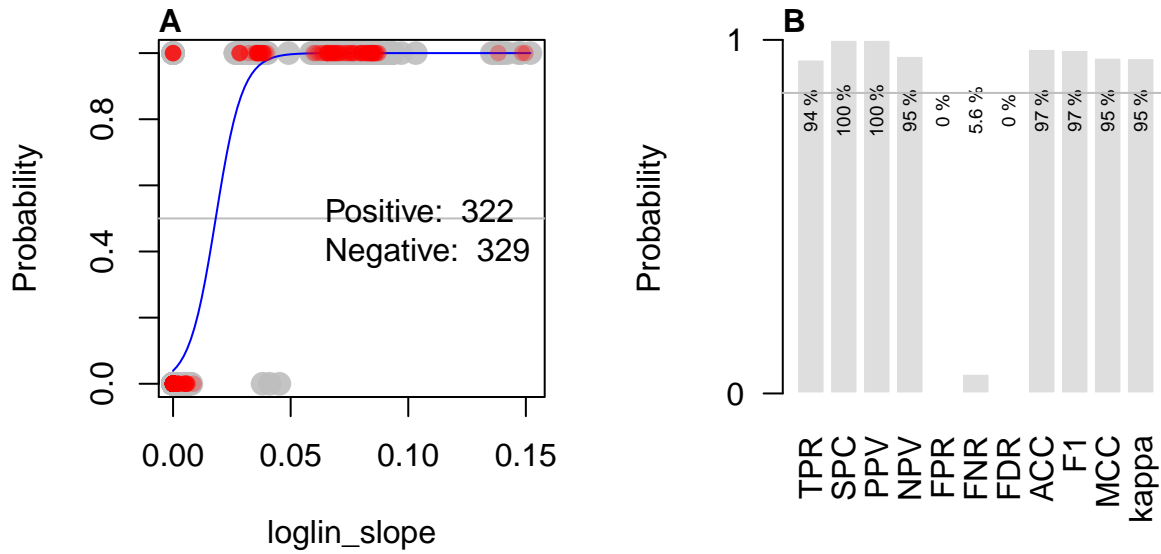 A
Probability
0.0
0.4
0.8
Positive: 322
Negative: 329
0.00
0.05
0.10
0.15
loglin_slope
B
Probability
1
0
94 %
100 %
100 %
95 %
0 %
5.6 %
0 %
97 %
97 %
95 %
95 %
TPR
SPC
PPV
NPV
FPR
FNR
FDR
ACC
F1
MCC
kappa